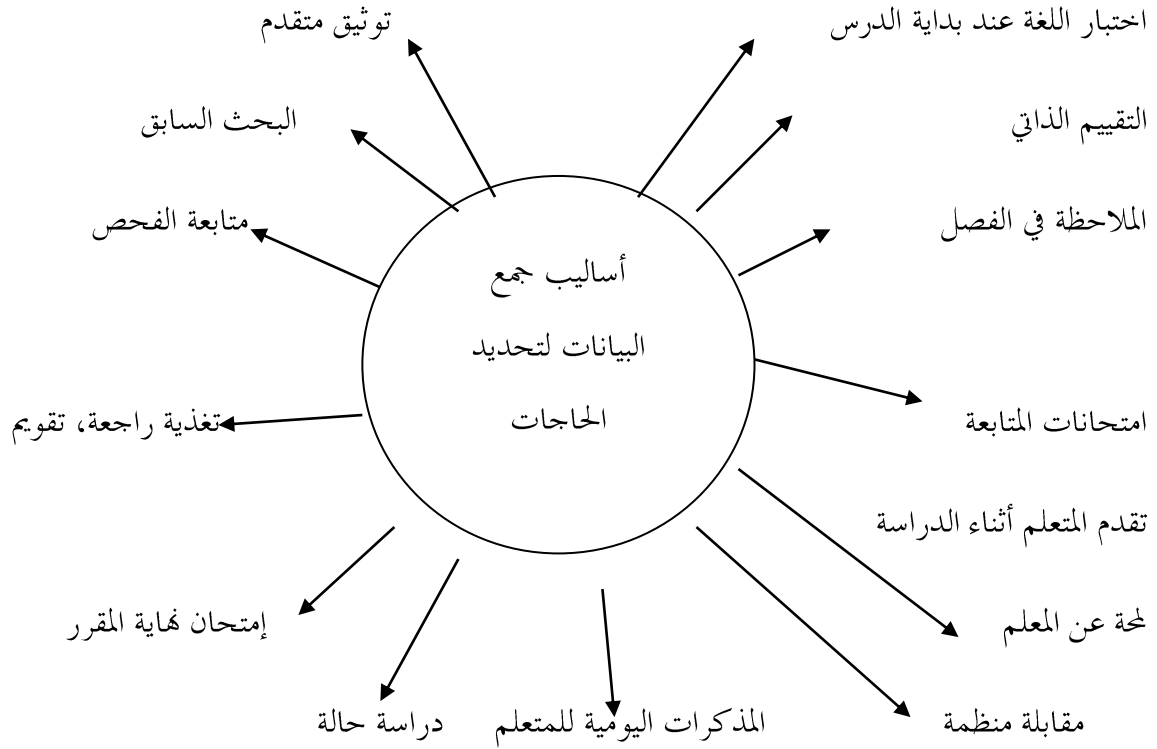 اختبار اللغة عند بداية الدرس
توثيق متقدم
التقييم الذاتي
البحث السابق
الملاحظة في الفصل
متابعة الفحص
أساليب جمع
البيانات لتحديد
الحاجات
امتحانات المتابعة
تغذية راجعة، تقويم
تقدم المتعلم أثناء الدراسة
لمحة عن المعلم
إمتحان نهاية المقرر
مقابلة منظمة
المذكرات اليومية للمتعلم
دراسة حالة